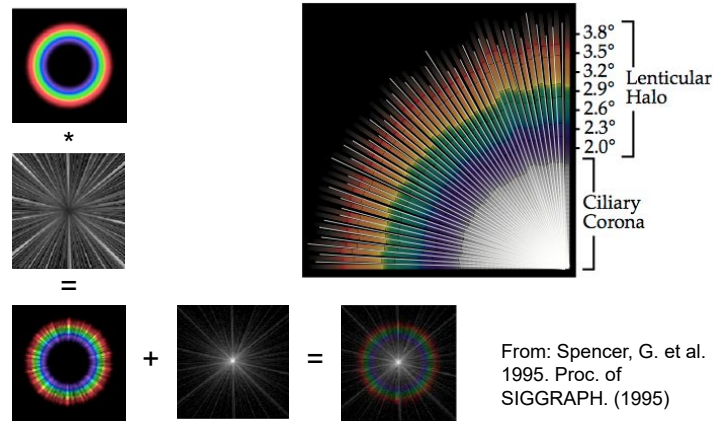 *
=
+
=
3.8°
3.5°
3.2°
2.9°
2.6°
2.3°
2.0°
Lenticular
Halo
Ciliary
Corona
From: Spencer, G. et al.
1995. Proc. of
SIGGRAPH. (1995)